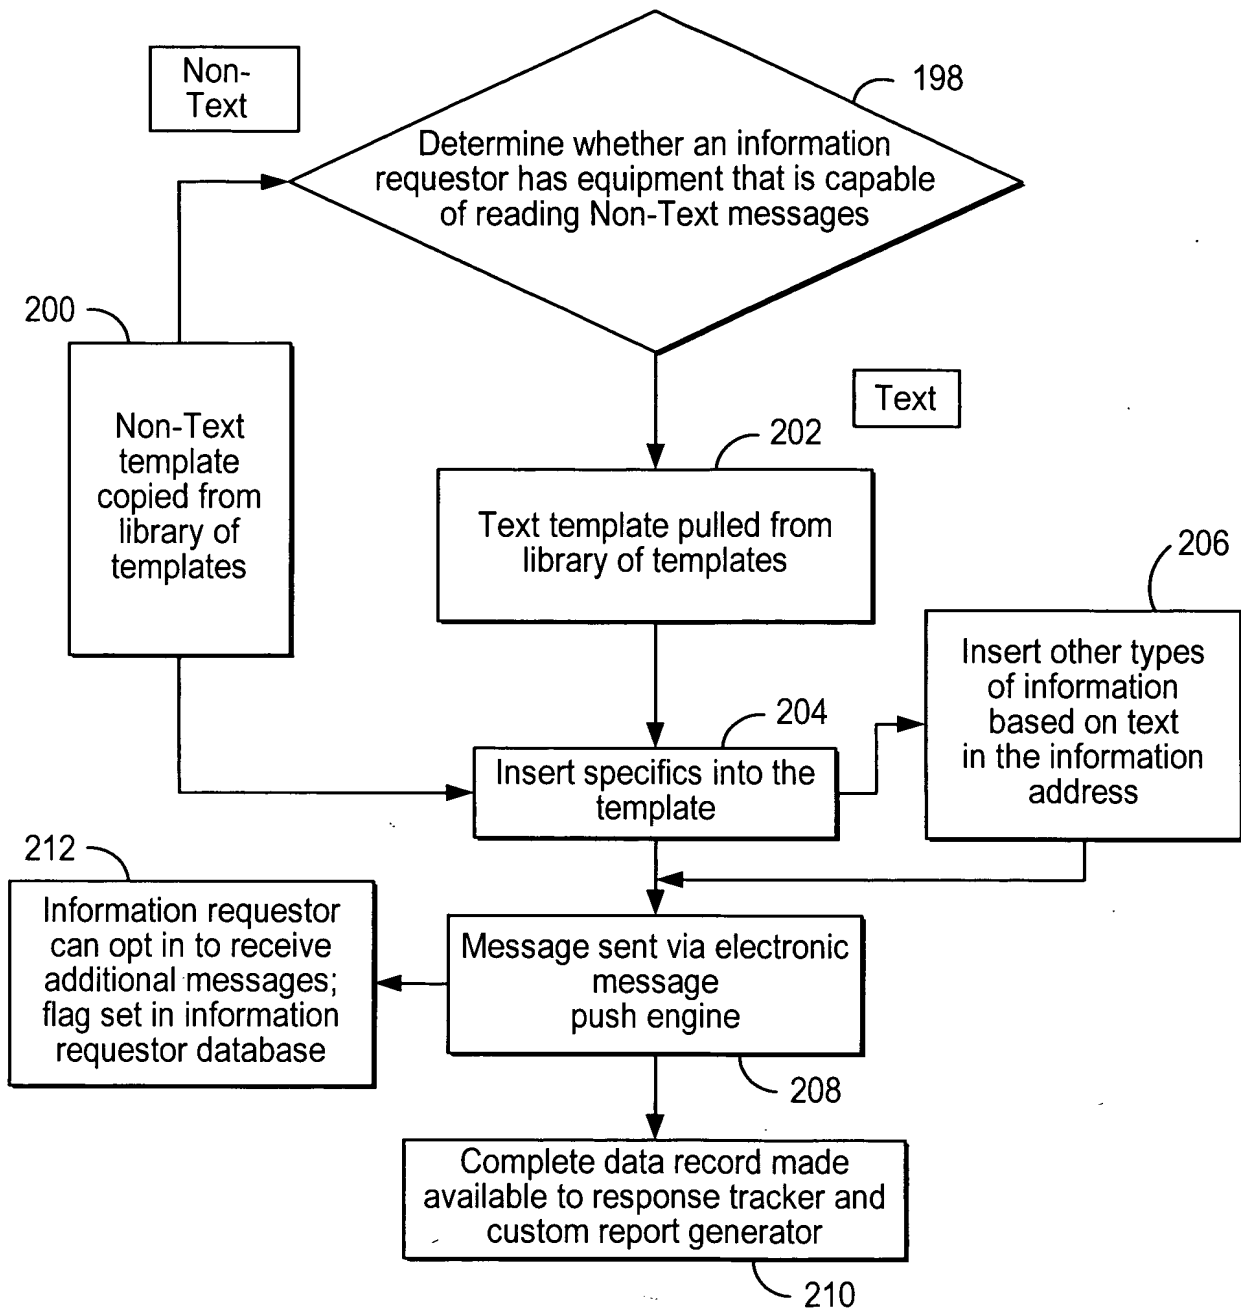 Non-
Text
198
Determine whether an information
requestor has equipment that is capable
of reading Non-Text messages
200
Non-Text
template
copied from
library of
templates
Text
202
Text template pulled from
library of templates
206
Insert other types
of information
based on text
in the information
address
204
Insert specifics into the
template
212
Information requestor
can opt in to receive
additional messages;
flag set in information
requestor database
Message sent via electronic
message
push engine
208
Complete data record made
available to response tracker and
custom report generator
210